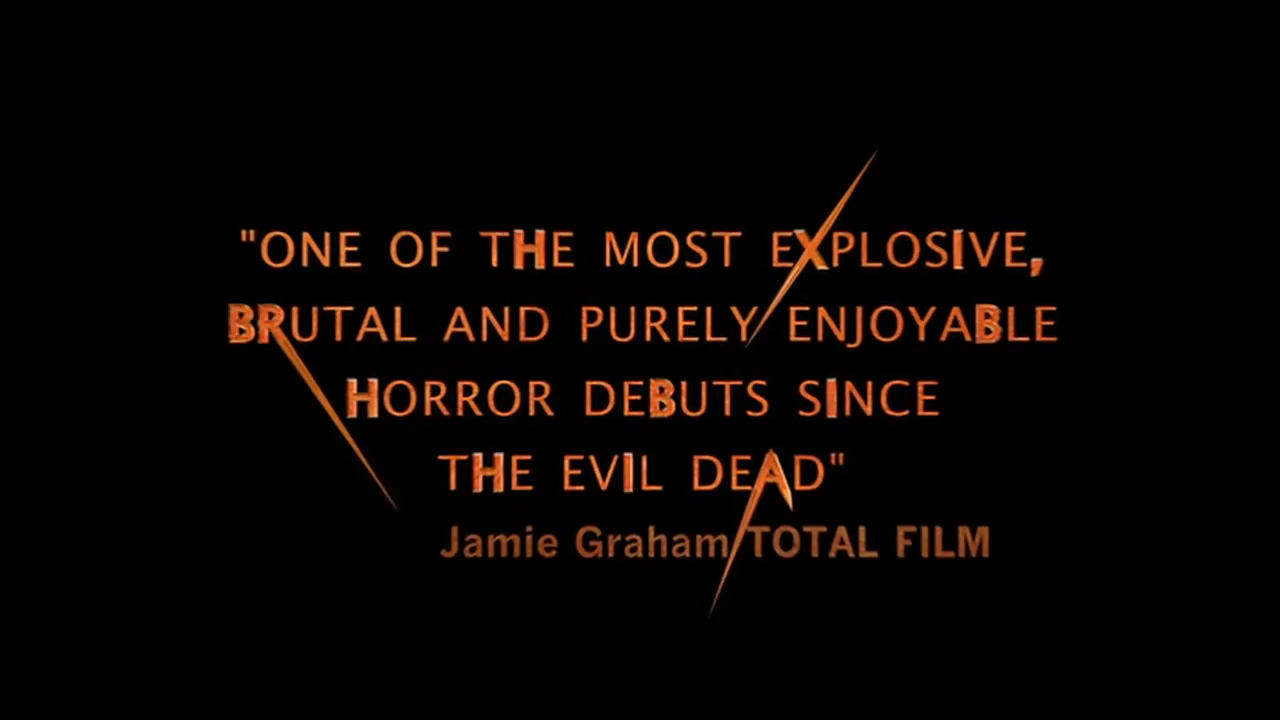 "ONE OF THE MOST EXPLOSIVE,
BRUTAL AND PURELY ENJOYABLE
HORROR DEBUTS SINCE
THE EVIL DEAD"
Jamie Graham TOTAL FILM